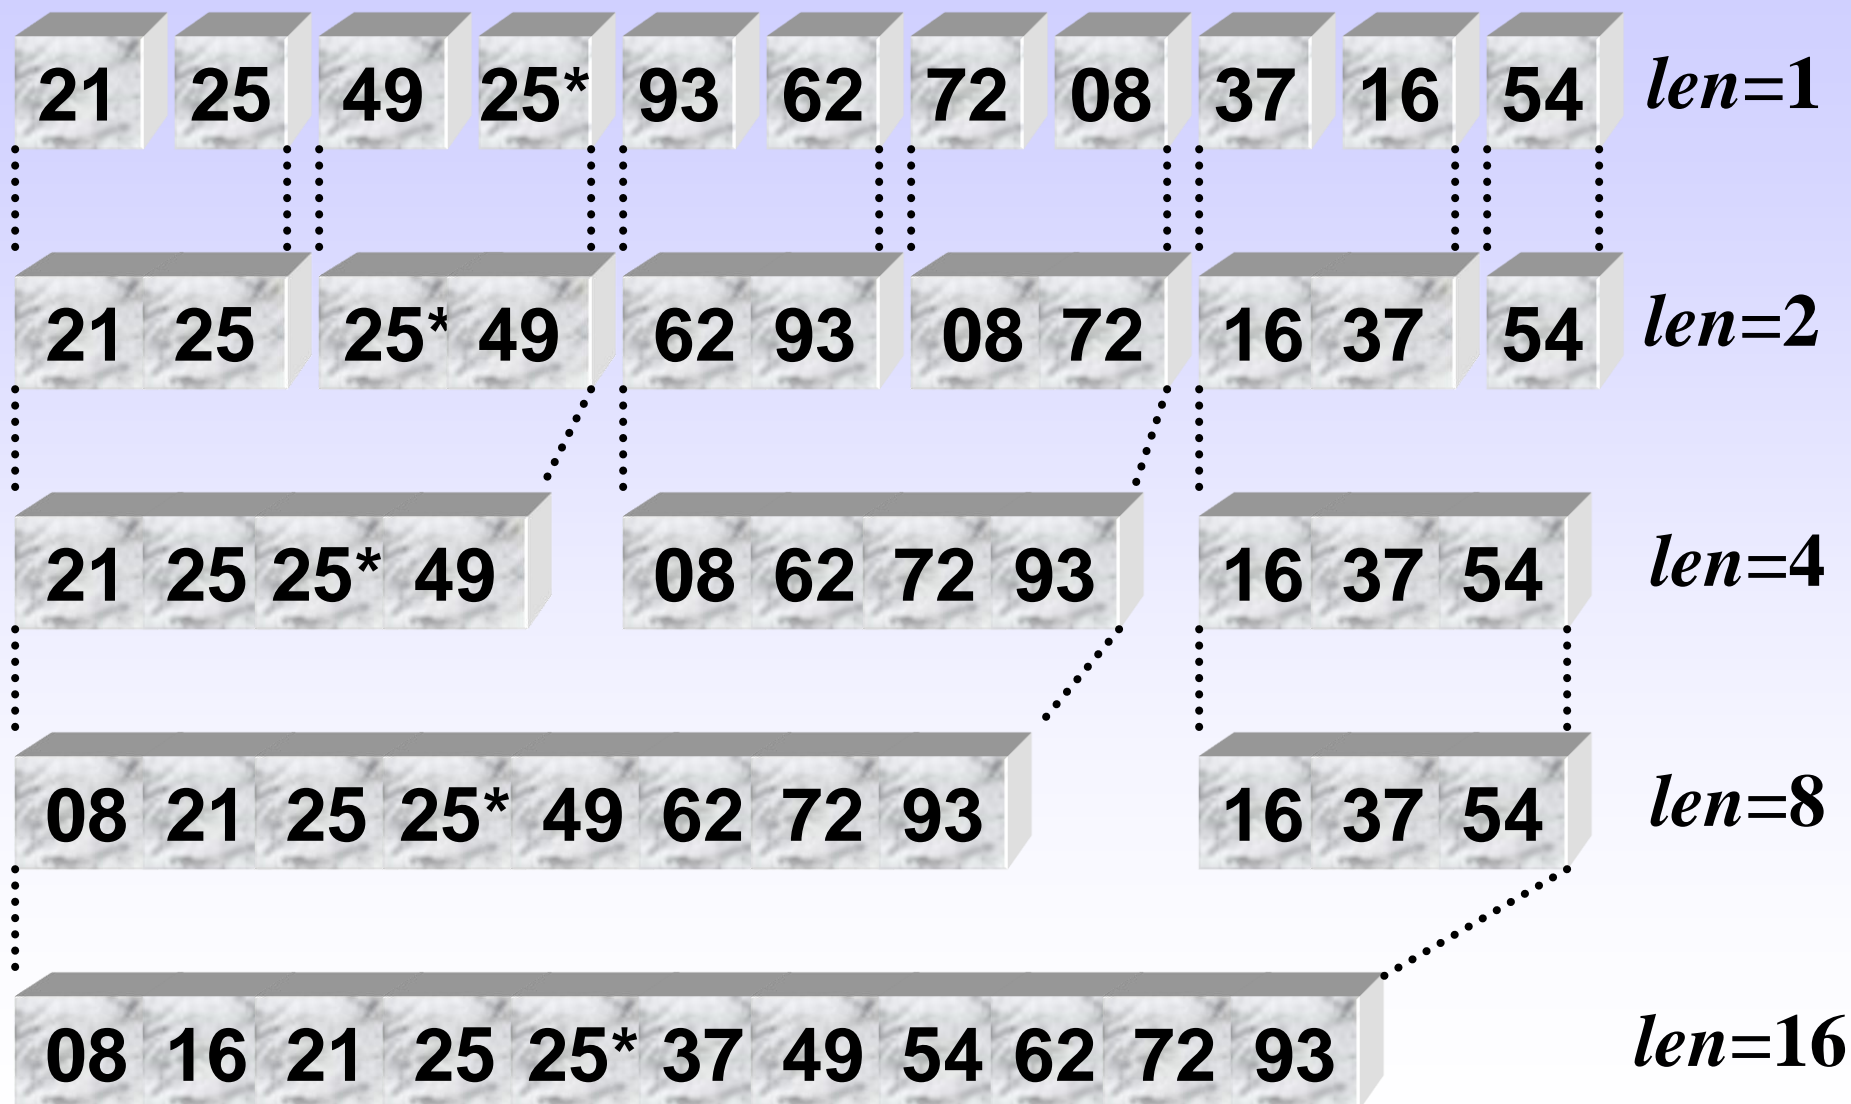 21 25 49 25* 93 62 72 08 37 16 54 len=1
21 25 25* 49 62 93 08 72 16 37 54 len=2
21 25 25* 49 08 62 72 93 16 37 54 len=4
08 21 25 25* 49 62 72 93 16 37 54 len=8
08 16 21 25 25* 37 49 54 62 72 93 len=16